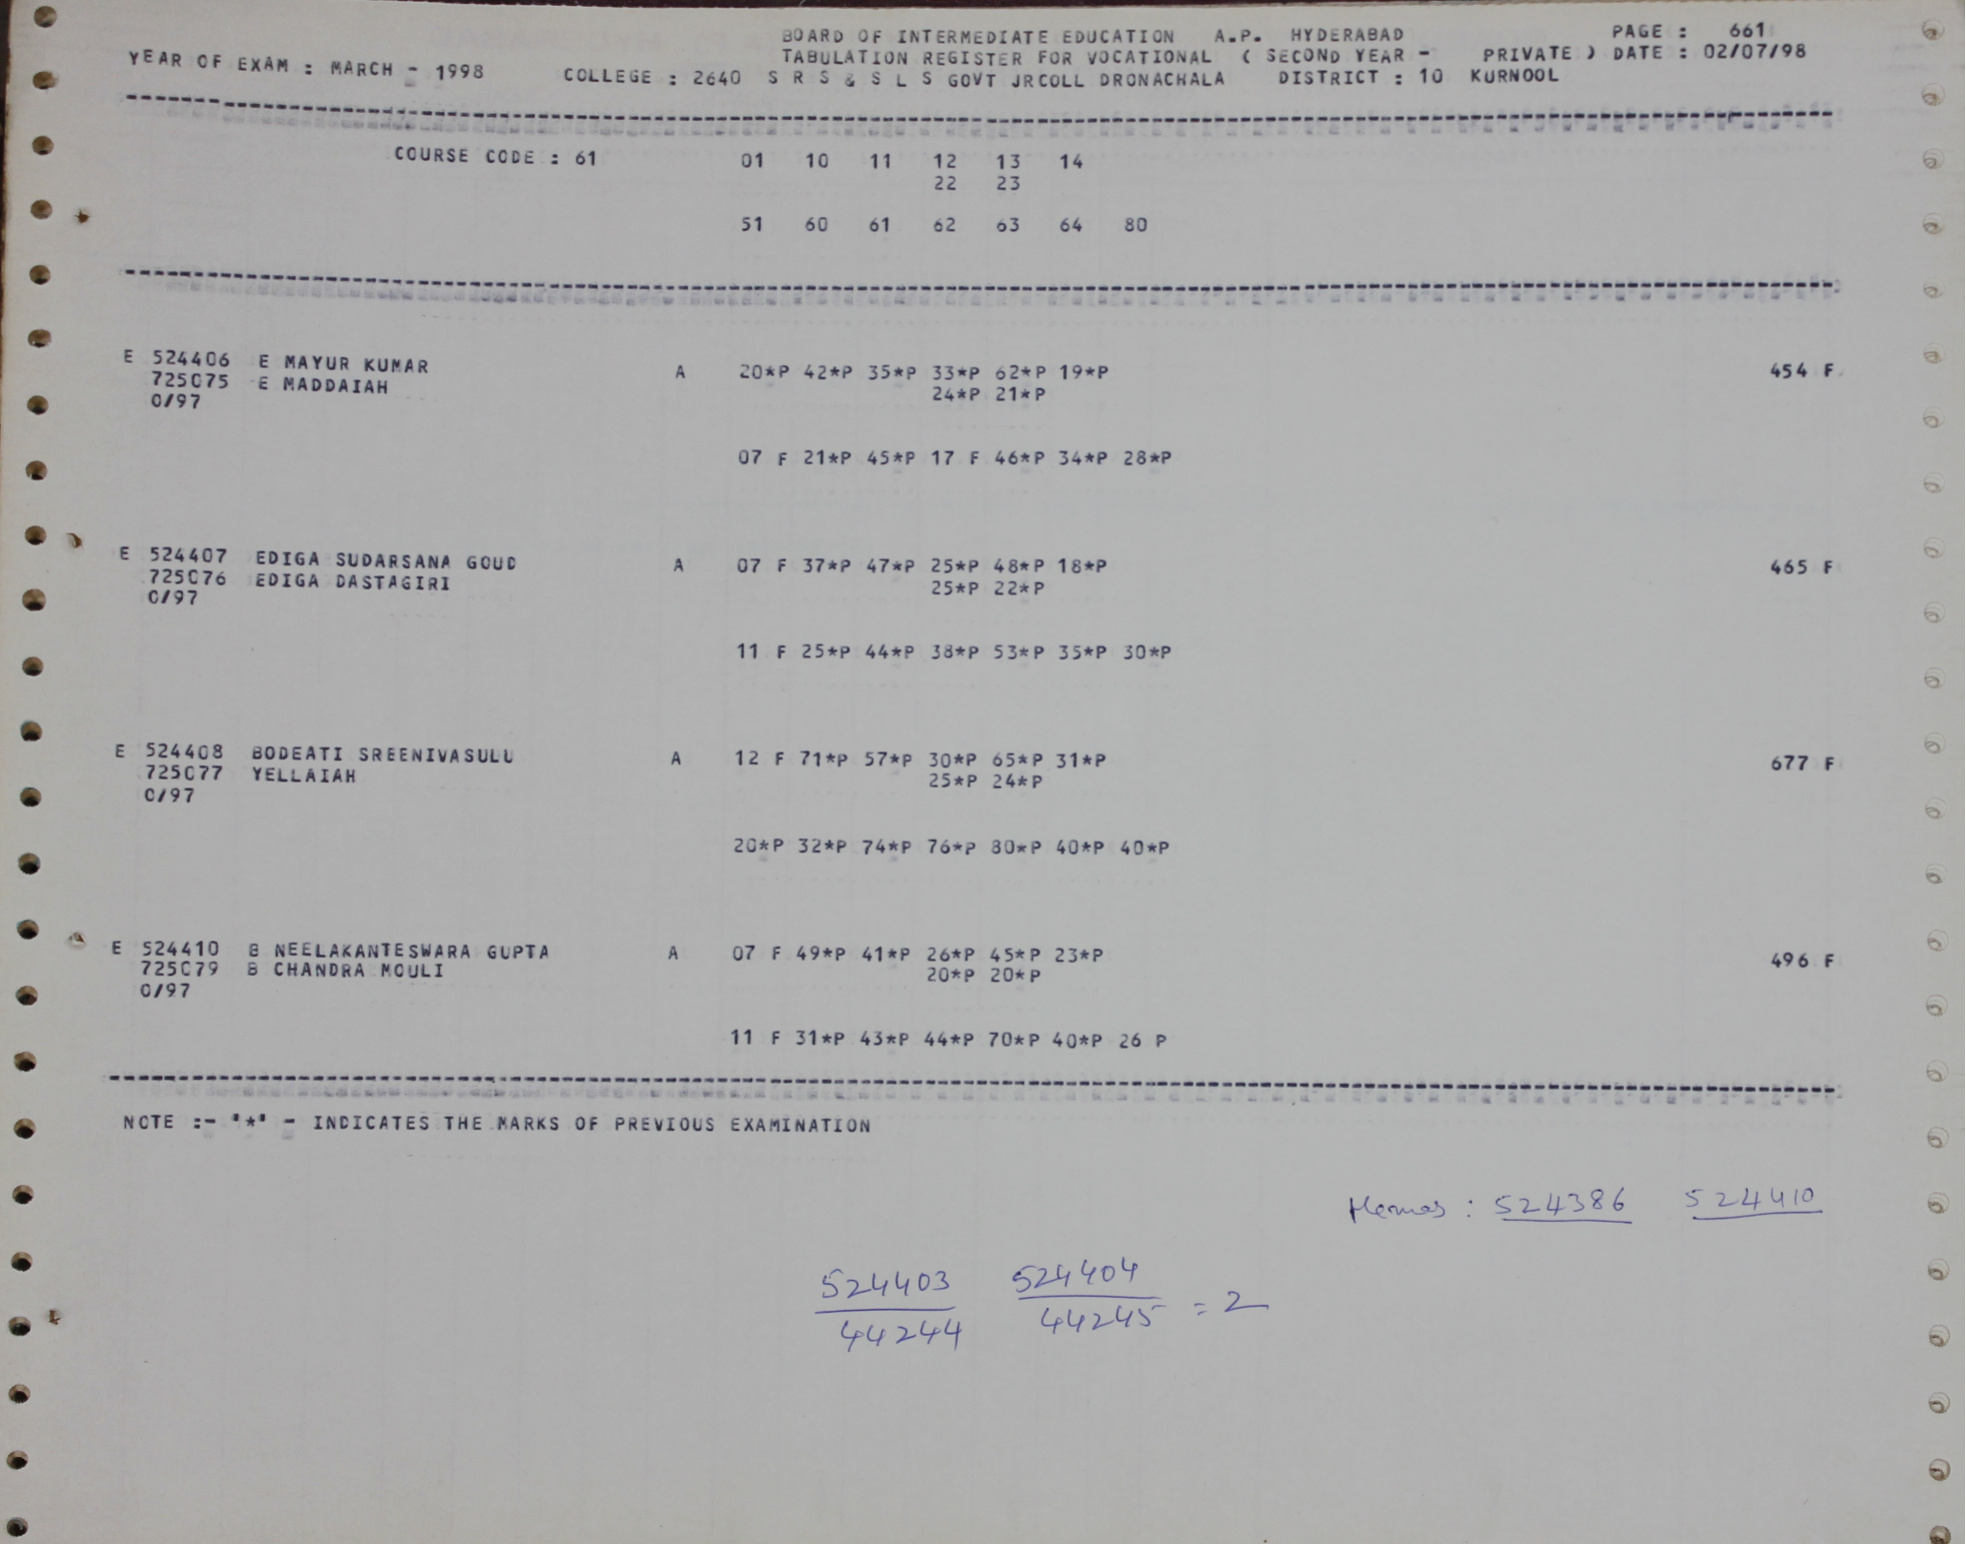 BOARD OF INTERMEDIATE EDUCATION A.P. HYDERABAD PAGE : 661
YEAR OF EXAM : MARCH - 1998 TABULATION REGISTER FOR VOCATIONAL ( SECOND YEAR - PRIVATE ) DATE : 02/07/98
COLLEGE : 2640 S R S & S L S GOVT JRCOLL DRONACHALA DISTRICT : 10 KURNOOL
COURSE CODE : 61 01 10 11 12 13 14
22 23
51 60 61 62 63 64 80
E 524406 E MAYUR KUMAR A 20*P 42*P 35*P 33*P 62*P 19*P 454 F
725075 E MADDAIAH 24*P 21*P
0/97
07 F 21*P 45*P 17 F 46*P 34*P 28*P
E 524407 EDIGA SUDARSANA GOUD A 07 F 37*P 47*P 25*P 48*P 18*P 465 F
725076 EDIGA DASTAGIRI 25*P 22*P
0/97
11 F 25*P 44*P 38*P 53*P 35*P 30*P
E 524408 BODEATI SREENIVASULU A 12 F 71*P 57*P 30*P 65*P 31*P 677 F
725077 YELLAIAH 25*P 24*P
0/97
20*P 32*P 74*P 76*P 80*P 40*P 40*P
E 524410 B NEELAKANTESWARA GUPTA A 07 F 49*P 41*P 26*P 45*P 23*P 496 F
725079 B CHANDRA MOULI 20*P 20*P
0/97
11 F 31*P 43*P 44*P 70*P 40*P 26 P
NOTE :- "*" - INDICATES THE MARKS OF PREVIOUS EXAMINATION
Memos : 524386 524410
524403 524404
44244 44245 = 2